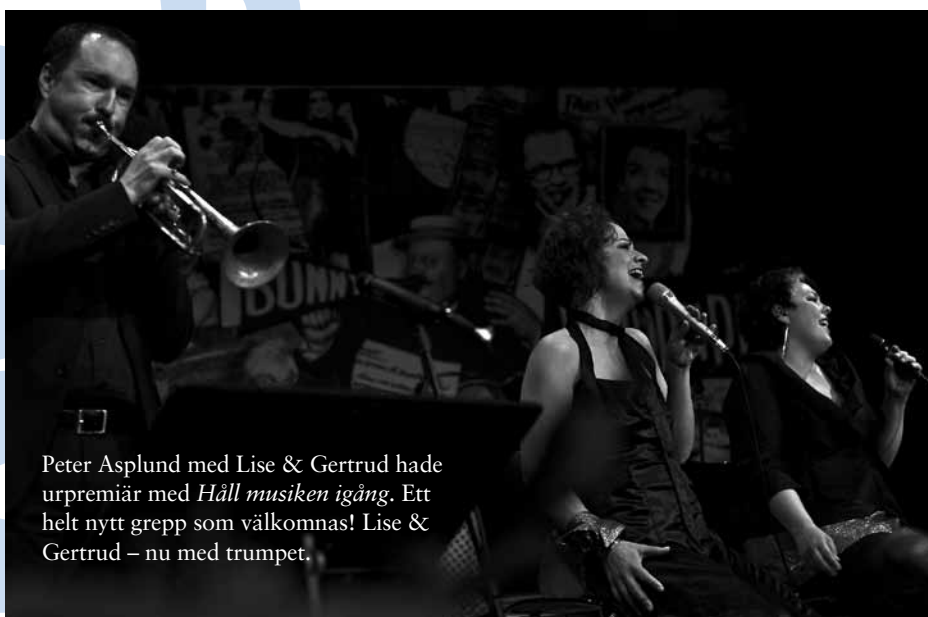 BUNNY
Peter Asplund med Lise & Gertrud hade
urpremiär med Håll musiken igång. Ett
helt nytt grepp som välkomnas! Lise &
Gertrud – nu med trumpet.